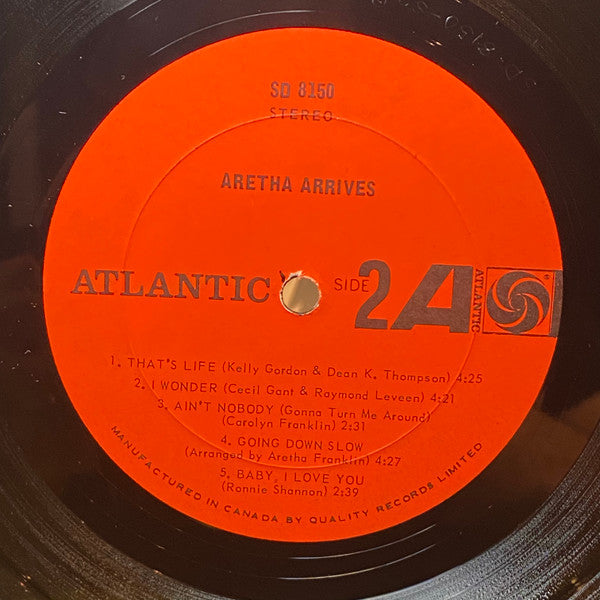 SD 8150
STEREO
ARETHA ARRIVES
ATLANTIC SIDE 2 A ATLANTIC ®
1. THAT'S LIFE (Kelly Gordon & Dean K. Thompson) 4:25
2. I WONDER (Cecil Gant & Raymond Leveen) 4:21
3. AIN'T NOBODY (Gonna Turn Me Around)
(Carolyn Franklin) 2:31
4. GOING DOWN SLOW
(Arranged by Aretha Franklin) 4:27
5. BABY, I LOVE YOU
(Ronnie Shannon) 2:39
MANUFACTURED IN CANADA BY QUALITY RECORDS LIMITED